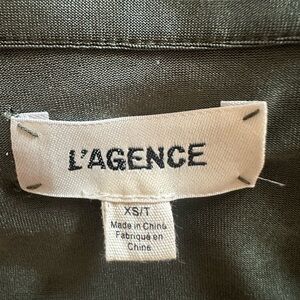 L'AGENCE
XS/T
Made in China
Fabriqué en
Chine